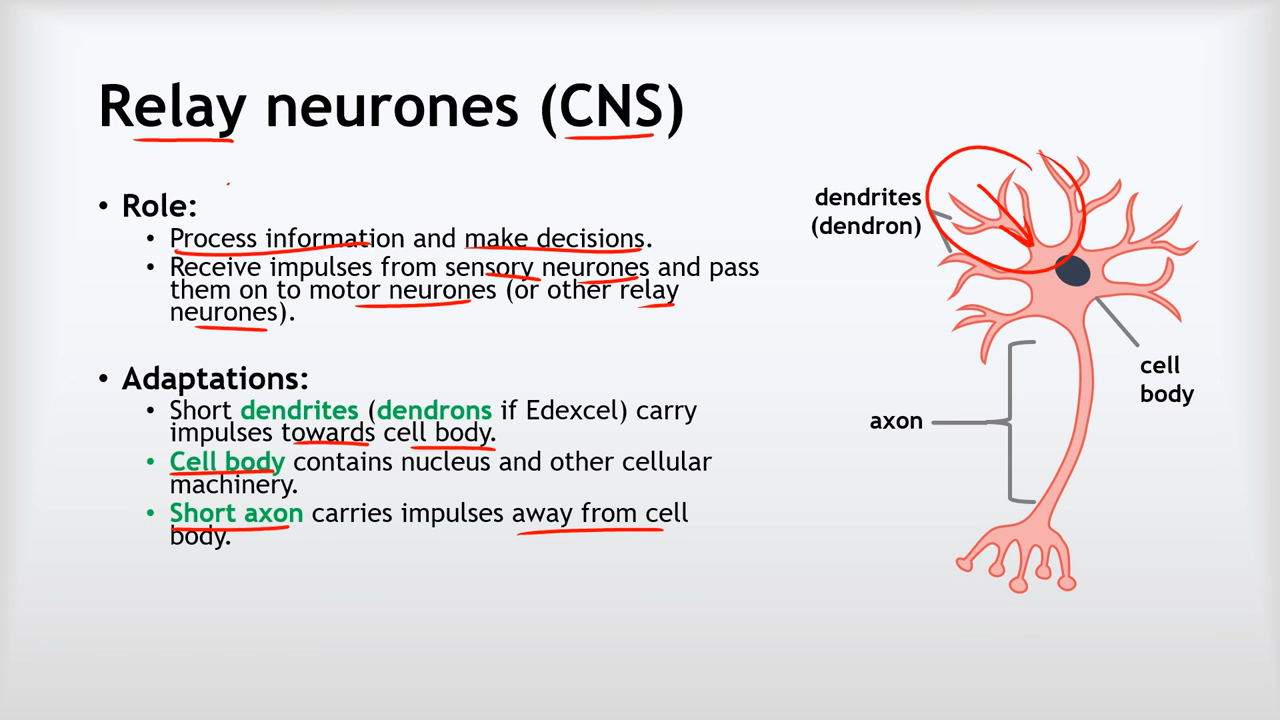 Relay neurones (CNS)
• Role:
• Process information and make decisions.
• Receive impulses from sensory neurones and pass
them on to motor neurones (or other relay
neurones).
• Adaptations:
• Short dendrites (dendrons if Edexcel) carry
impulses towards cell body.
• Cell body contains nucleus and other cellular
machinery.
• Short axon carries impulses away from cell
body.
dendrites
(dendron)
cell
body
axon